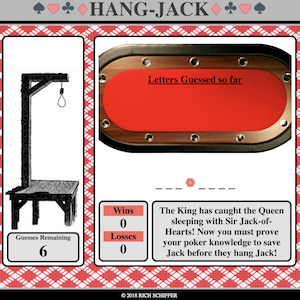 HANG-JACK
Letters Guessed so far
Guesses Remaining
6
Wins
0
Losses
0
The King has caught the Queen
sleeping with Sir Jack-of-
Hearts! Now you must prove
your poker knowledge to save
Jack before they hang Jack!
©2018 RICH SCHIFFER